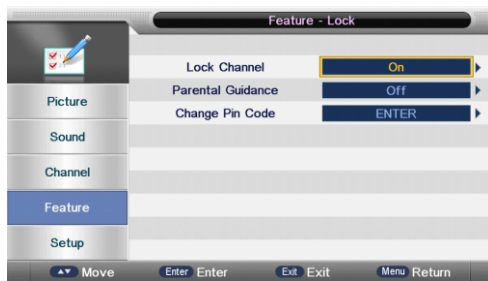 Feature - Lock
Lock Channel On
Parental Guidance Off
Change Pin Code ENTER
Picture
Sound
Channel
Feature
Setup
Move Enter Enter Exit Exit Menu Return